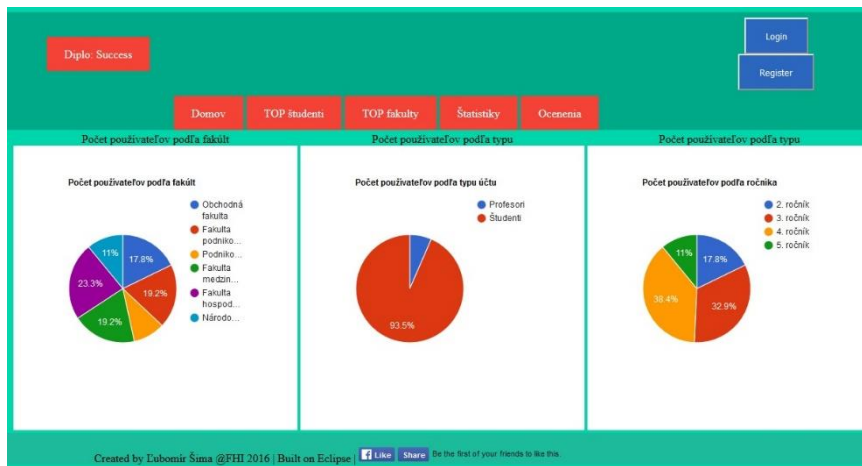 Login
Diplo: Success
Register
Domov
TOP študenti
TOP fakulty
Štatistiky
Ocenenia
Počet používateľov podľa fakúlt
Počet používateľov podľa typu
Počet používateľov podľa typu
Počet používateľov podľa fakúlt
Obchodná
fakulta
Fakulta
podniko...
Podniko...
Fakulta
medzin...
Fakulta
hospod...
Národo...
11%
17.8%
23.3%
19.2%
19.2%
Počet používateľov podľa typu účtu
Profesori
Študenti
93.5%
Počet používateľov podľa ročníka
2. ročník
3. ročník
4. ročník
5. ročník
11%
17.8%
38.4%
32.9%
Created by Ľubomír Šima @FHI 2016 | Built on Eclipse | Like Share Be the first of your friends to like this.